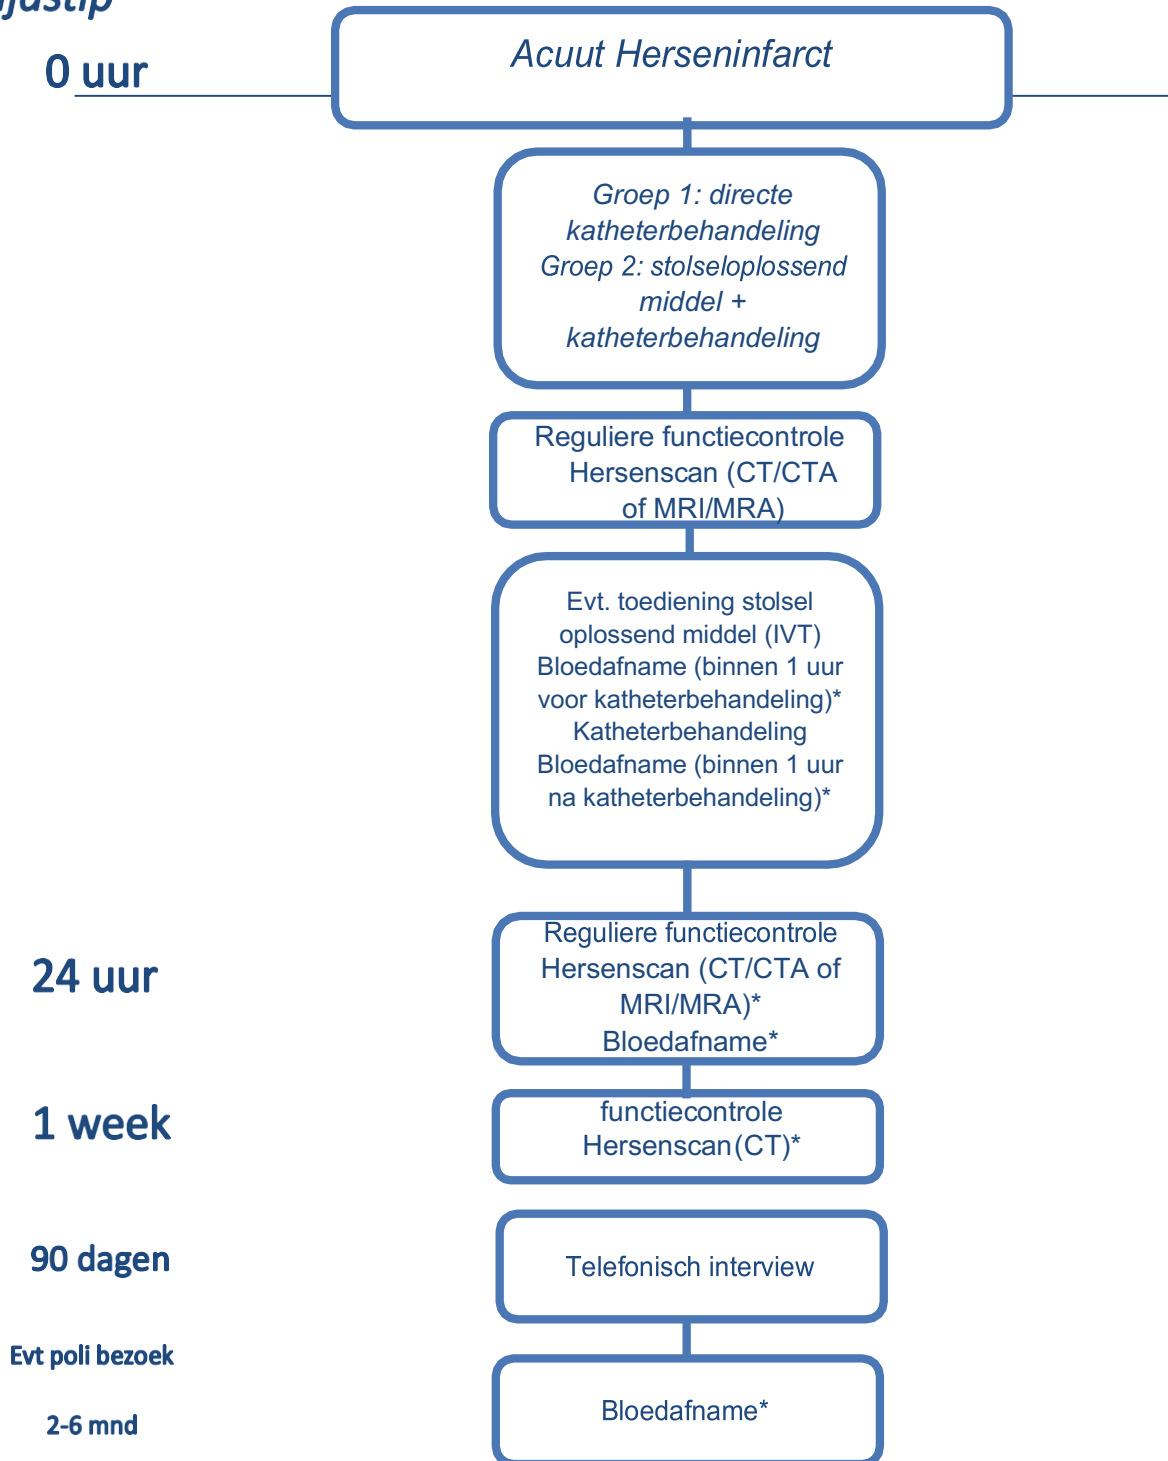 0 uur
Acuut Herseninfarct
Groep 1: directe
katheterbehandeling
Groep 2: stolseloplossend
middel +
katheterbehandeling
Reguliere functiecontrole
Hersenscan (CT/CTA
of MRI/MRA)
Evt. toediening stolsel
oplossend middel (IVT)
Bloedafname (binnen 1 uur
voor katheterbehandeling)*
Katheterbehandeling
Bloedafname (binnen 1 uur
na katheterbehandeling)*
24 uur
Reguliere functiecontrole
Hersenscan (CT/CTA of
MRI/MRA)*
Bloedafname*
1 week
functiecontrole
Hersenscan (CT)*
90 dagen
Telefonisch interview
Evt poli bezoek
2-6 mnd
Bloedafname*